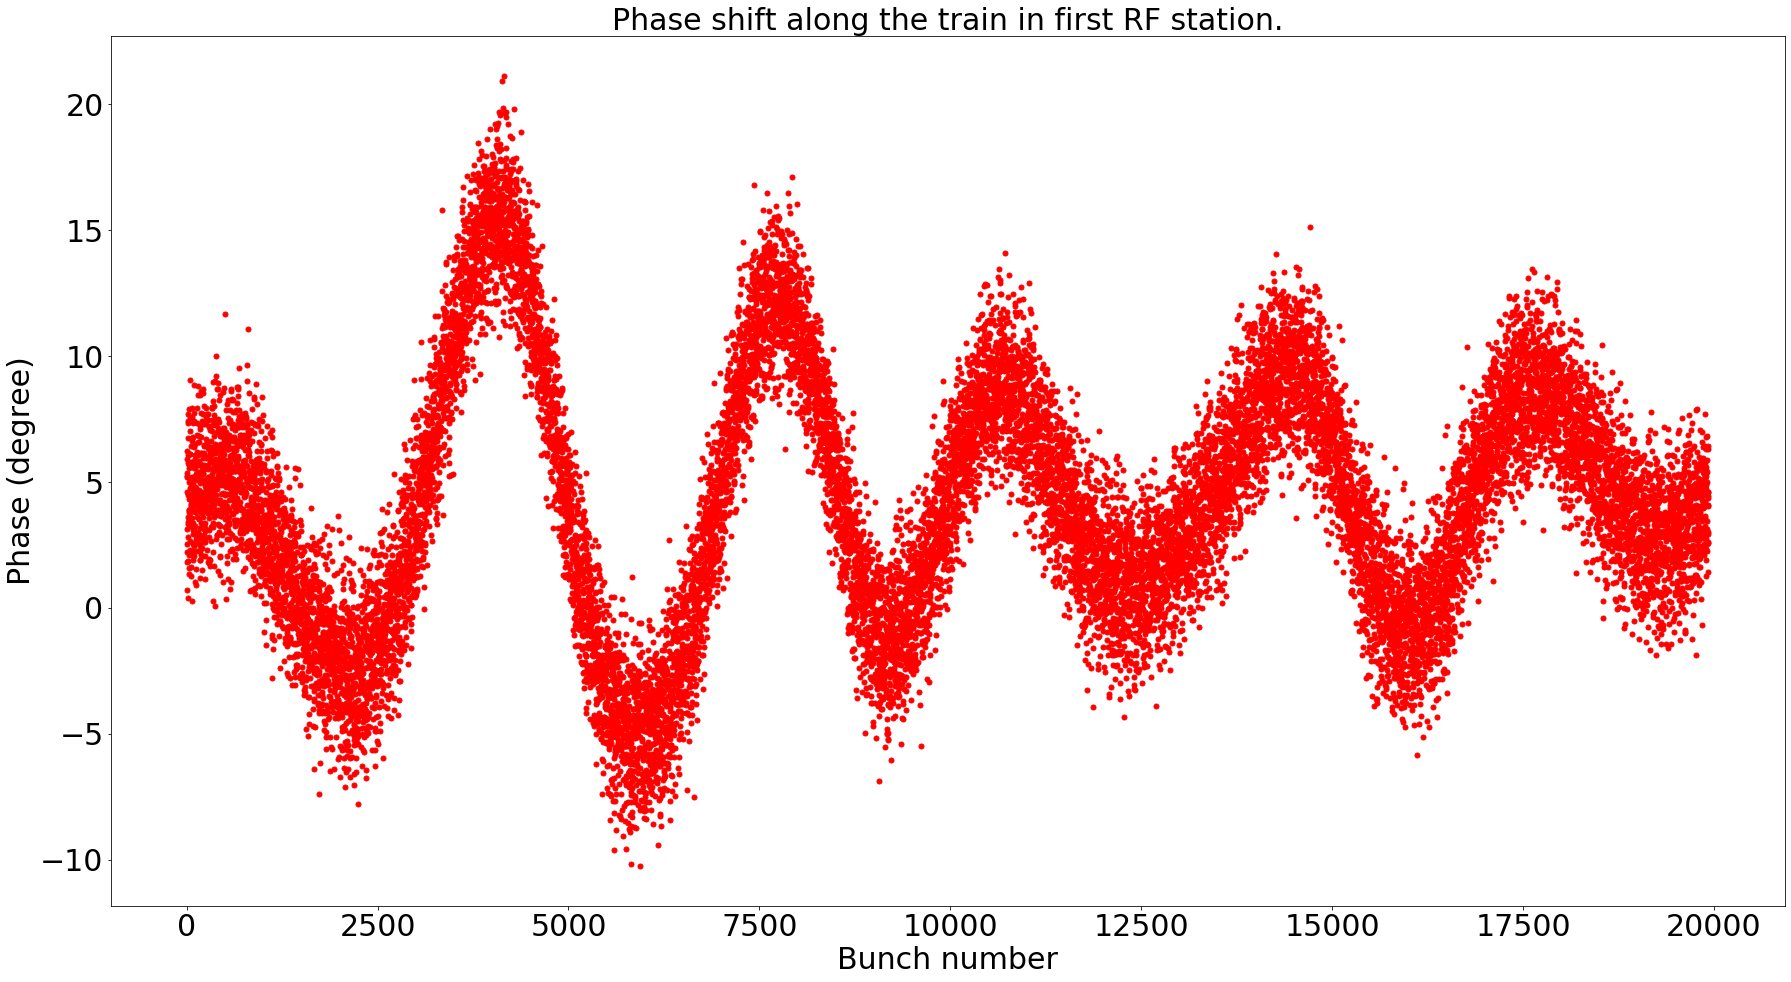 Phase shift along the train in first RF station.
20
15
10
5
0
−5
−10
Phase (degree)
0 2500 5000 7500 10000 12500 15000 17500 20000
Bunch number